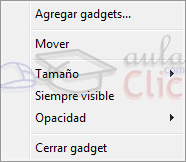 Agregar gadgets...
Mover
Tamaño
Siempre visible
Opacidad
Cerrar gadget
aula
Clic